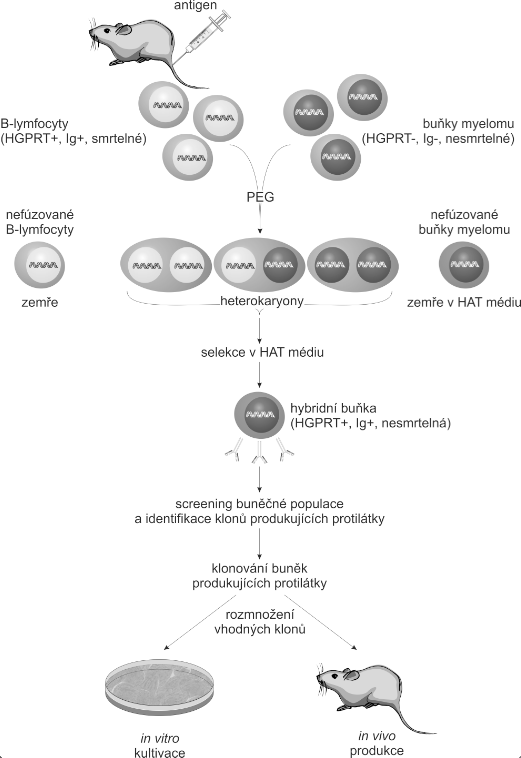 antigen
B-lymfocyty
(HGPRT+, Ig+, smrtelné)
buňky myelomu
(HGPRT-, Ig-, nesmrtelné)
PEG
nefúzované
B-lymfocyty
nefúzované
buňky myelomu
zemře
heterokaryony
zemře v HAT médiu
selekce v HAT médiu
hybridní buňka
(HGPRT+, Ig+, nesmrtelná)
screening buněčné populace
a identifikace klonů produkujících protilátky
klonování buněk
produkujících protilátky
rozmnožení
vhodných klonů
in vitro
kultivace
in vivo
produkce